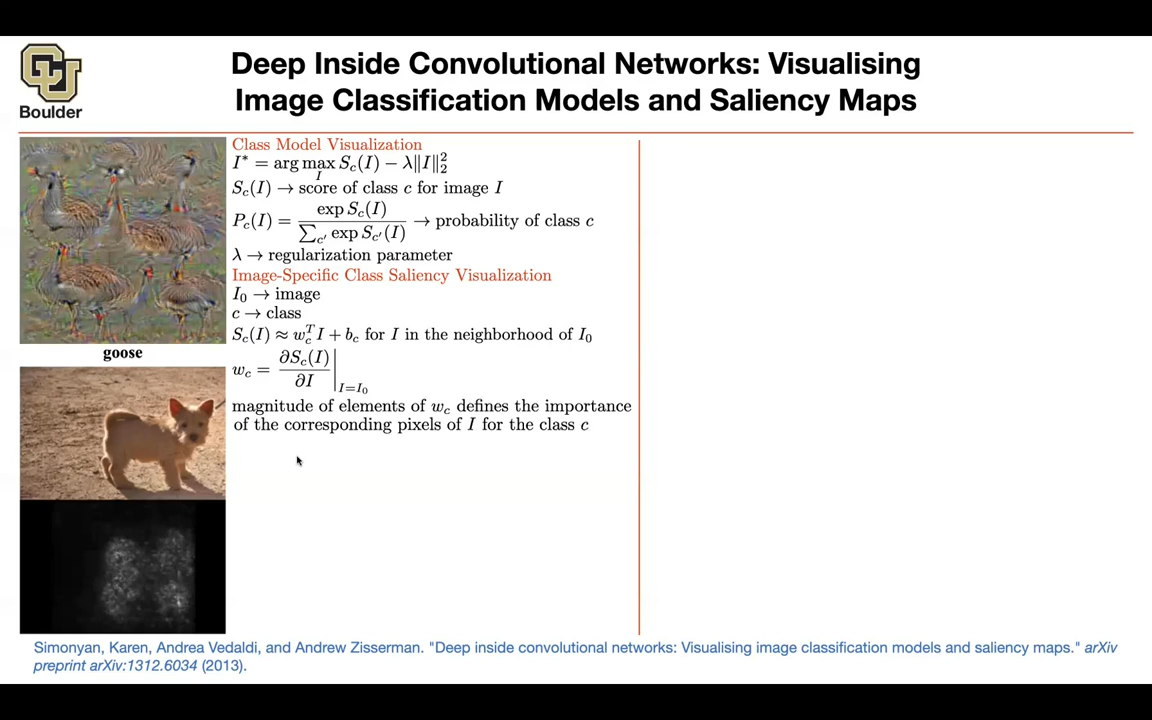 Boulder
Deep Inside Convolutional Networks: Visualising
Image Classification Models and Saliency Maps
goose
Class Model Visualization
I* = arg max_I S_c(I) − λ‖I‖₂²
S_c(I) → score of class c for image I
P_c(I) = exp S_c(I) / ∑_c' exp S_c'(I) → probability of class c
λ → regularization parameter
Image-Specific Class Saliency Visualization
I₀ → image
c → class
S_c(I) ≈ w_c^T I + b_c for I in the neighborhood of I₀
w_c = ∂S_c(I) / ∂I |_{I=I₀}
magnitude of elements of w_c defines the importance
of the corresponding pixels of I for the class c
Simonyan, Karen, Andrea Vedaldi, and Andrew Zisserman. "Deep inside convolutional networks: Visualising image classification models and saliency maps." arXiv
preprint arXiv:1312.6034 (2013).